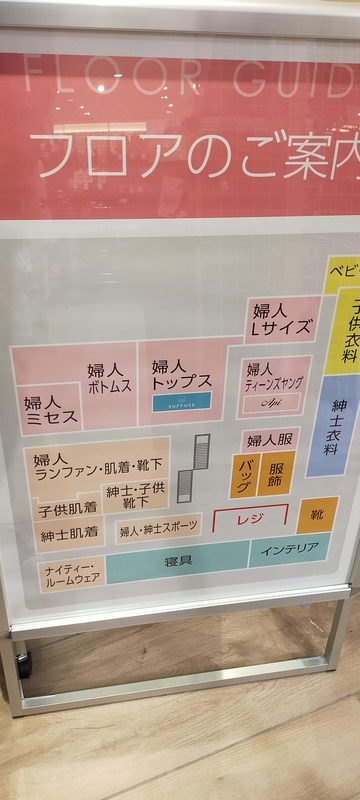 FLOOR GUID
フロアのご案内
ベビ
婦人
Lサイズ
子供衣料
婦人
ボトムス
婦人
トップス
SUFFUSE
婦人
ティーンズヤング
Api
婦人
ミセス
紳士衣料
婦人服
婦人
ランファン・肌着・靴下
バッグ
服飾
紳士・子供
靴下
子供肌着
紳士肌着
婦人・紳士スポーツ
レジ
靴
ナイティー・
ルームウェア
寝具
インテリア